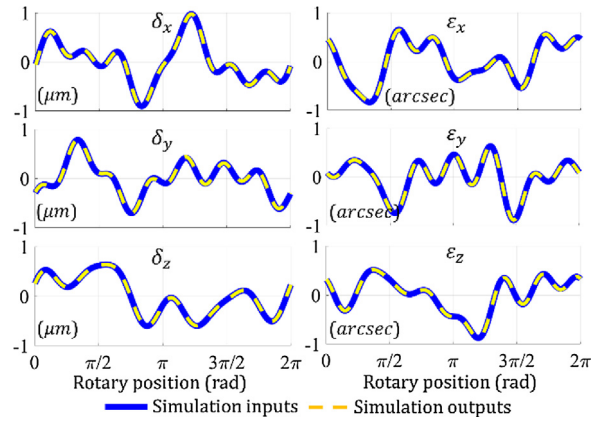 δx
εx
1
0
-1
(μm)
1
0
-1
(arcsec)
δy
εy
1
0
-1
(μm)
1
0
-1
(arcsec)
δz
εz
1
0
-1
(μm)
1
0
-1
(arcsec)
0 π/2 π 3π/2 2π
0 π/2 π 3π/2 2π
Rotary position (rad)
Rotary position (rad)
Simulation inputs
Simulation outputs